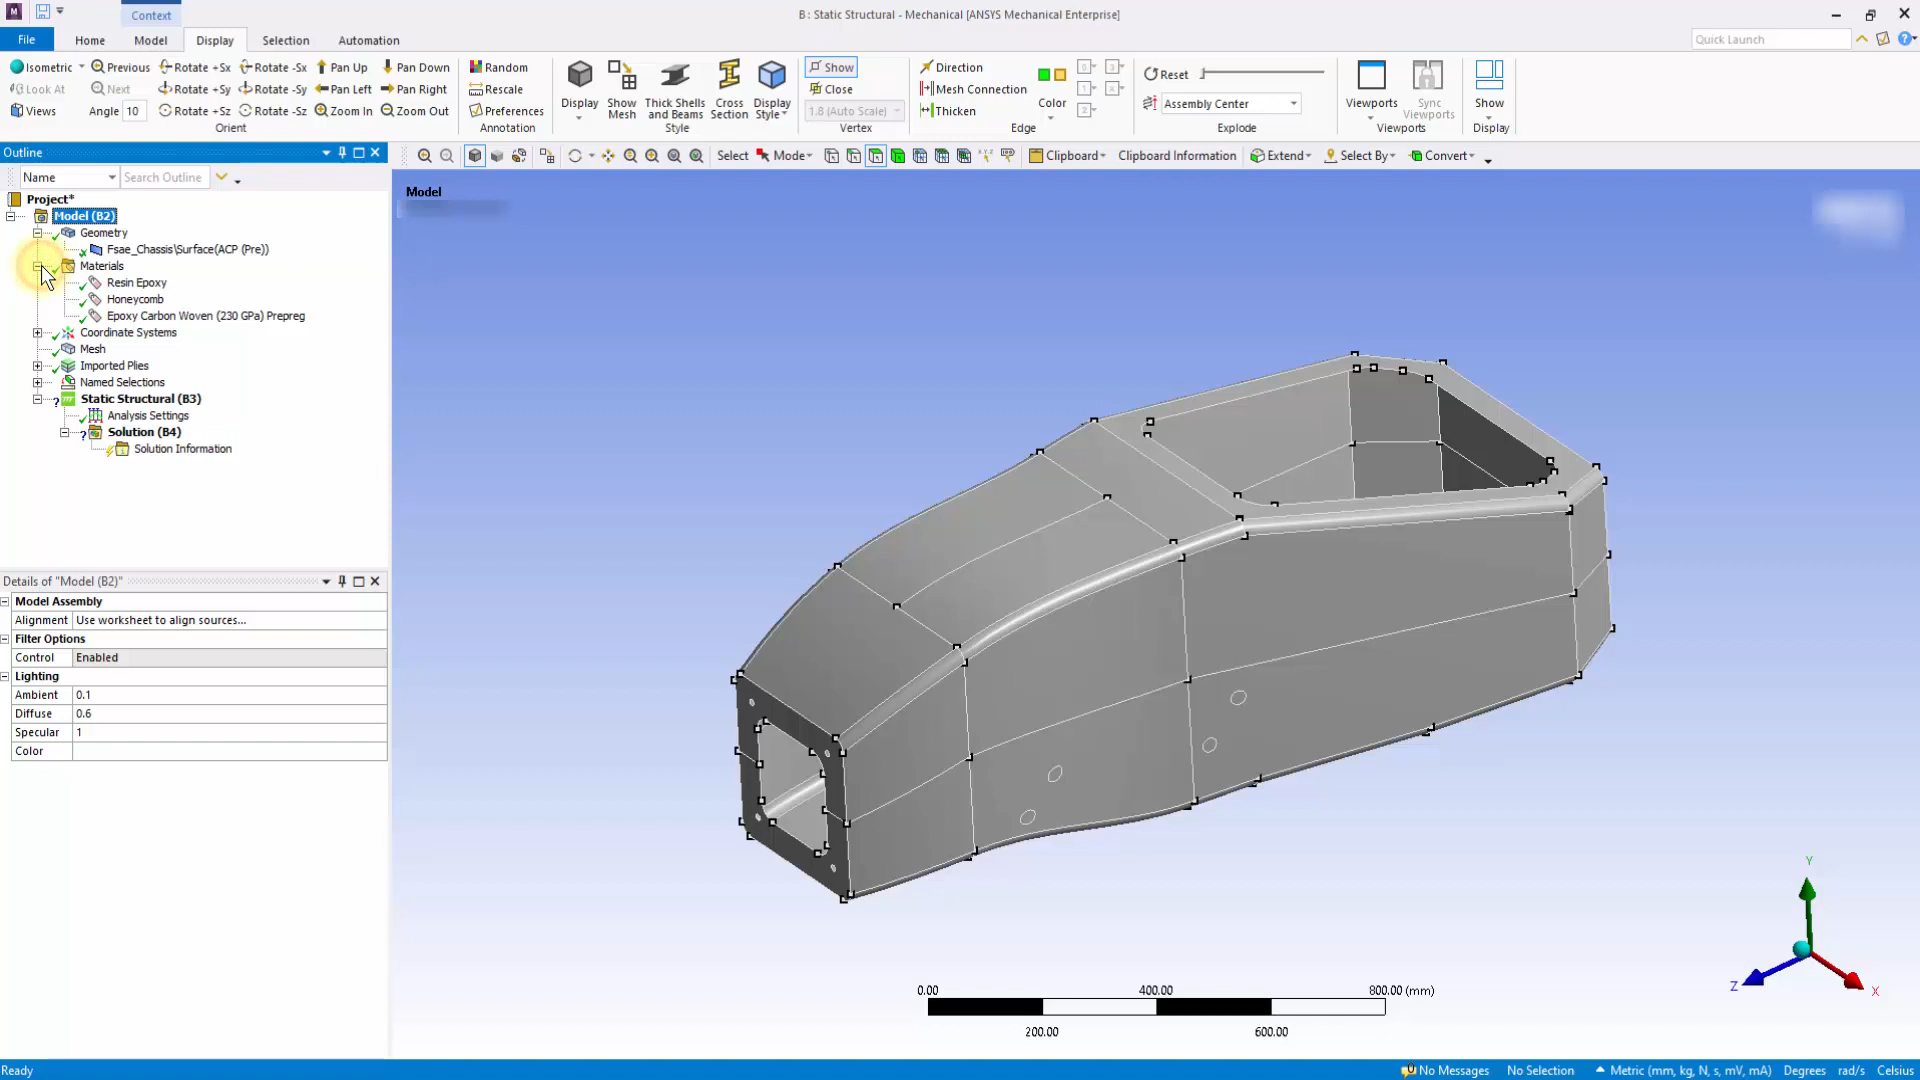 Context
B : Static Structural - Mechanical [ANSYS Mechanical Enterprise]
File Home Model Display Selection Automation
Quick Launch
Isometric Previous Rotate +Sx Rotate -Sx Pan Up Pan Down
Look At Next Rotate +Sy Rotate -Sy Pan Left Pan Right
Views Angle 10 Rotate +Sz Rotate -Sz Zoom In Zoom Out
Orient
Random
Rescale
Preferences
Annotation
Display
Show Mesh
Thick Shells and Beams
Cross Section
Display Style
Style
Show
Close
1.8 (Auto Scale)
Vertex
Direction
Mesh Connection
Thicken
Color
Edge
Reset
Assembly Center
Explode
Viewports
Sync Viewports
Viewports
Show
Display
Outline
Select Mode Clipboard Clipboard Information Extend Select By Convert
Name Search Outline
Project*
Model (B2)
Geometry
Fsae_Chassis\Surface(ACP (Pre))
Materials
Resin Epoxy
Honeycomb
Epoxy Carbon Woven (230 GPa) Prepreg
Coordinate Systems
Mesh
Imported Plies
Named Selections
Static Structural (B3)
Analysis Settings
Solution (B4)
Solution Information
Details of "Model (B2)"
Model Assembly
Alignment Use worksheet to align sources...
Filter Options
Control Enabled
Lighting
Ambient 0.1
Diffuse 0.6
Specular 1
Color
Model
Y
Z
X
0.00 400.00 800.00 (mm)
200.00 600.00
Ready
No Messages No Selection Metric (mm, kg, N, s, mV, mA) Degrees rad/s Celsius